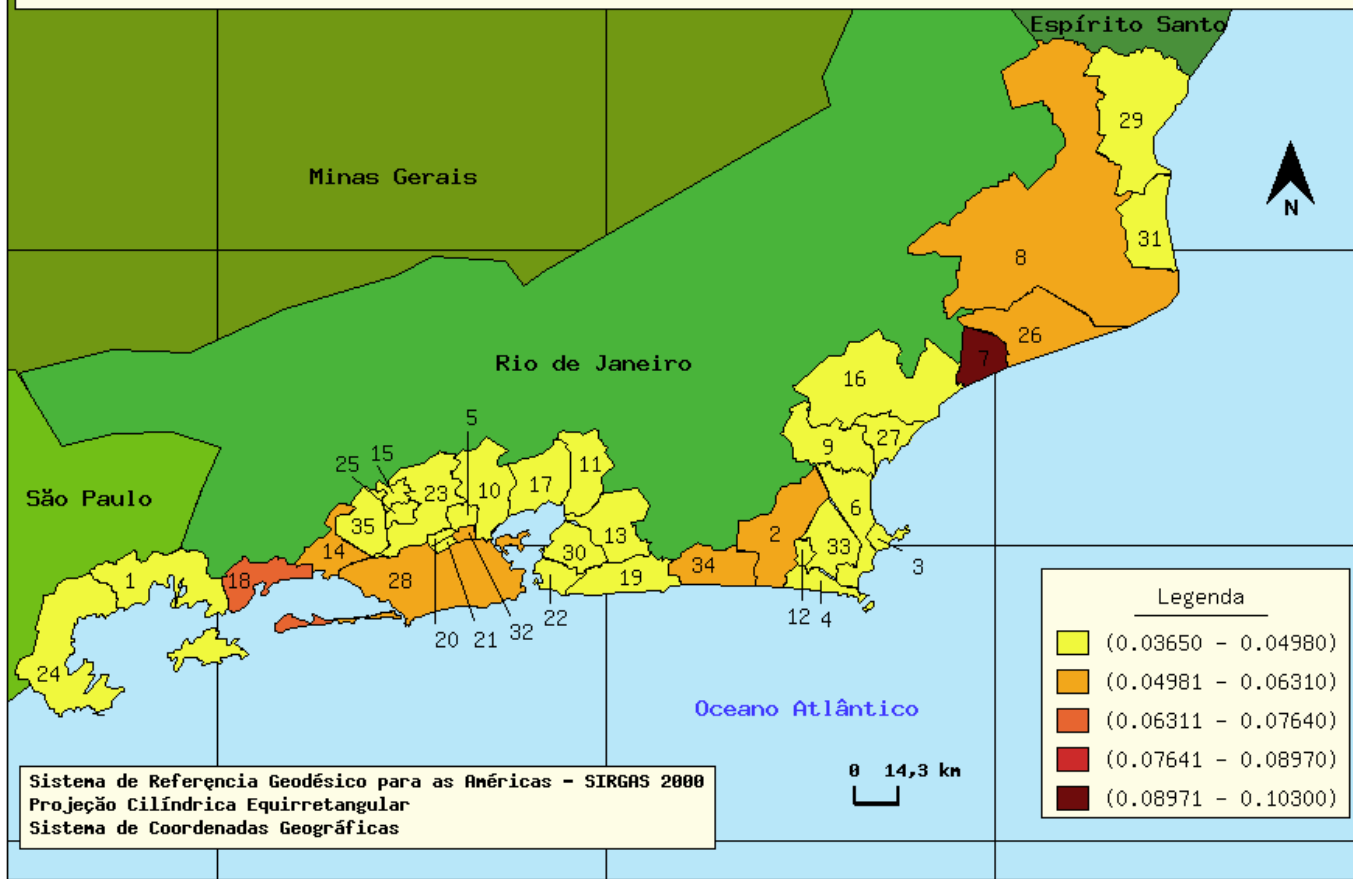 Espírito Santo
29
Minas Gerais
N
31
8
26
Rio de Janeiro
7
16
5
15
9
27
25
11
23
17
10
São Paulo
6
35
2
13
14
30
33
3
28
18
1
34
19
22
12
4
20
21
32
24
Legenda
(0.03650 - 0.04980)
(0.04981 - 0.06310)
(0.06311 - 0.07640)
(0.07641 - 0.08970)
(0.08971 - 0.10300)
Oceano Atlântico
0 14,3 km
Sistema de Referencia Geodésico para as Américas - SIRGAS 2000
Projeção Cilíndrica Equirretangular
Sistema de Coordenadas Geográficas